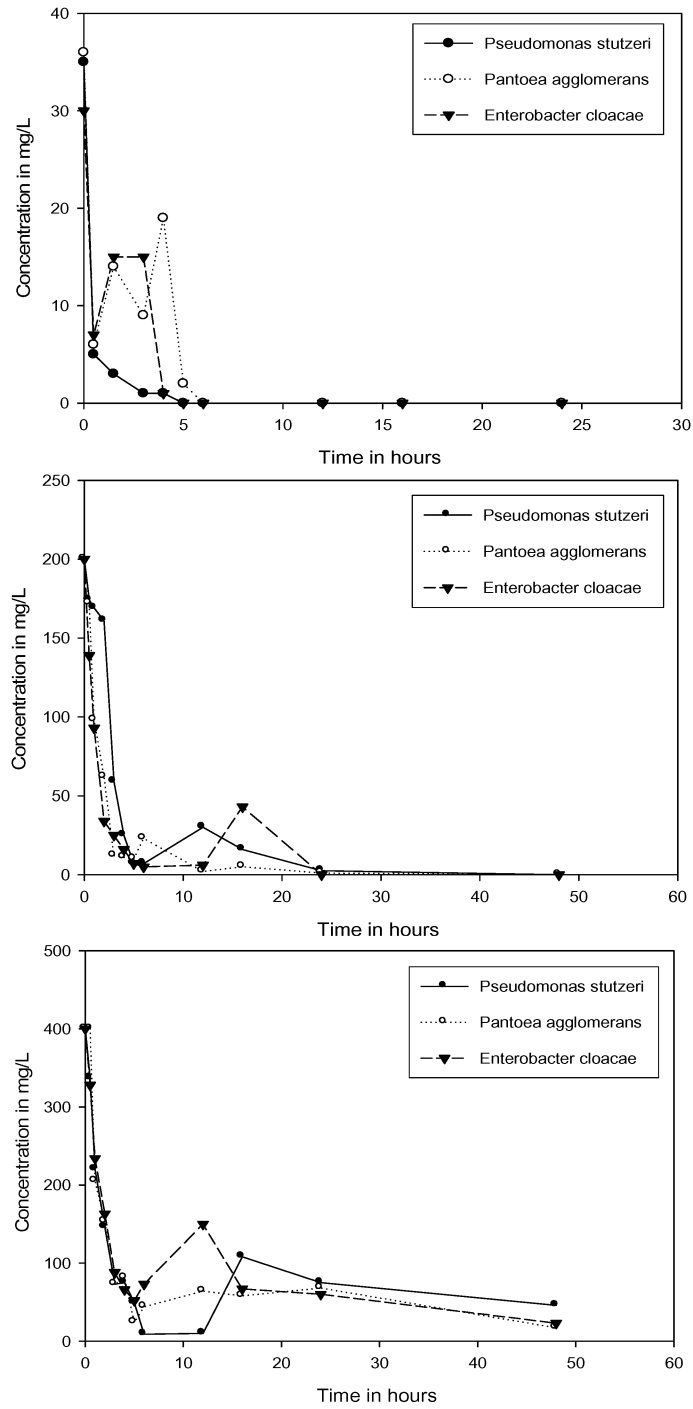 40
30
20
10
0
Concentration in mg/L
Pseudomonas stutzeri
Pantoea agglomerans
Enterobacter cloacae
0 5 10 15 20 25 30
Time in hours
250
200
150
100
50
0
Concentration in mg/L
Pseudomonas stutzeri
Pantoea agglomerans
Enterobacter cloacae
0 10 20 30 40 50 60
Time in hours
500
400
300
200
100
0
Concentration in mg/L
Pseudomonas stutzeri
Pantoea agglomerans
Enterobacter cloacae
0 10 20 30 40 50 60
Time in hours